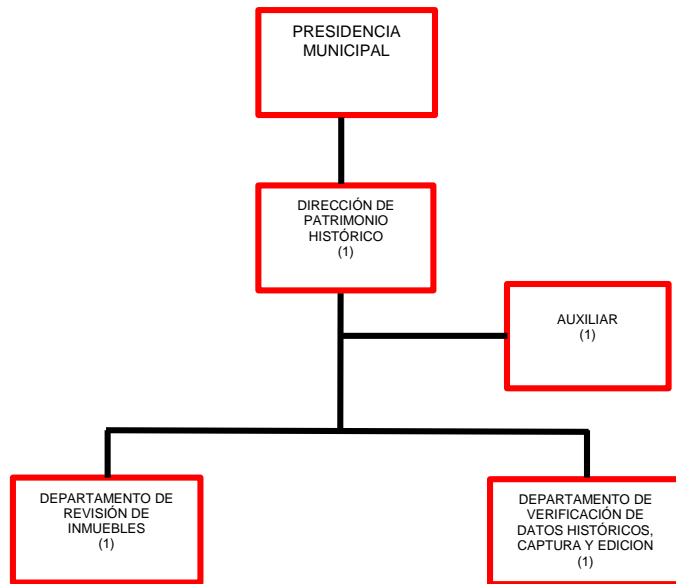 PRESIDENCIA
MUNICIPAL
DIRECCIÓN DE
PATRIMONIO
HISTÓRICO
(1)
AUXILIAR
(1)
DEPARTAMENTO DE
REVISIÓN DE
INMUEBLES
(1)
DEPARTAMENTO DE
VERIFICACIÓN DE
DATOS HISTÓRICOS,
CAPTURA Y EDICION
(1)